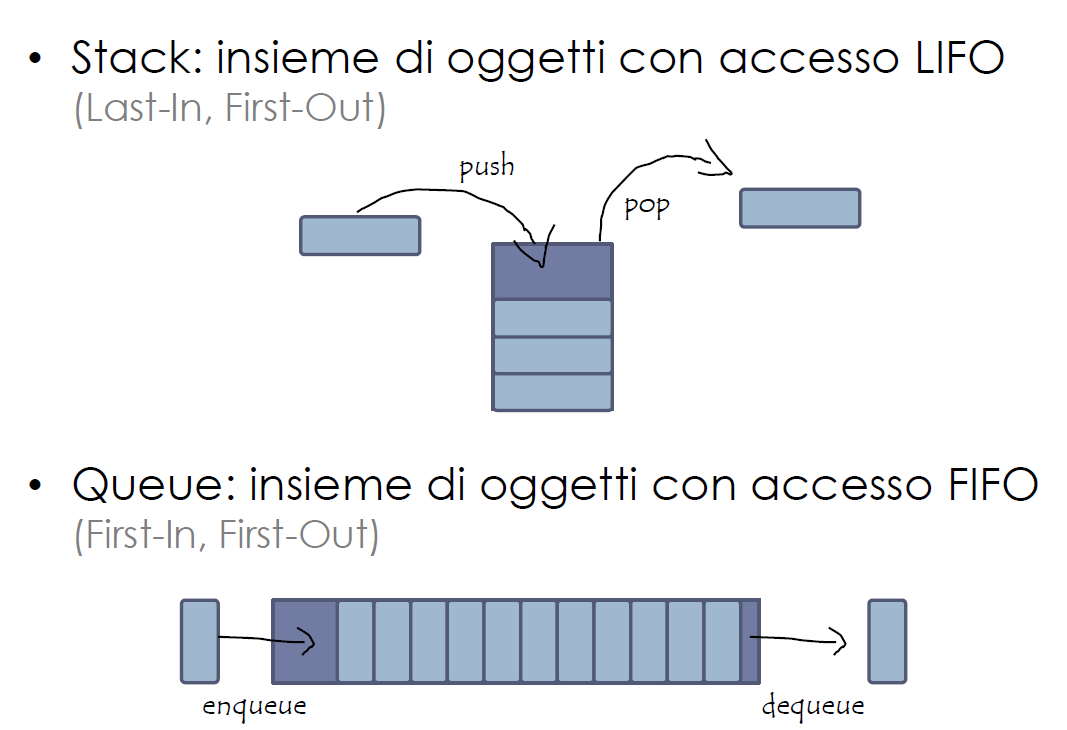 • Stack: insieme di oggetti con accesso LIFO
(Last-In, First-Out)
push
pop
• Queue: insieme di oggetti con accesso FIFO
(First-In, First-Out)
enqueue
dequeue